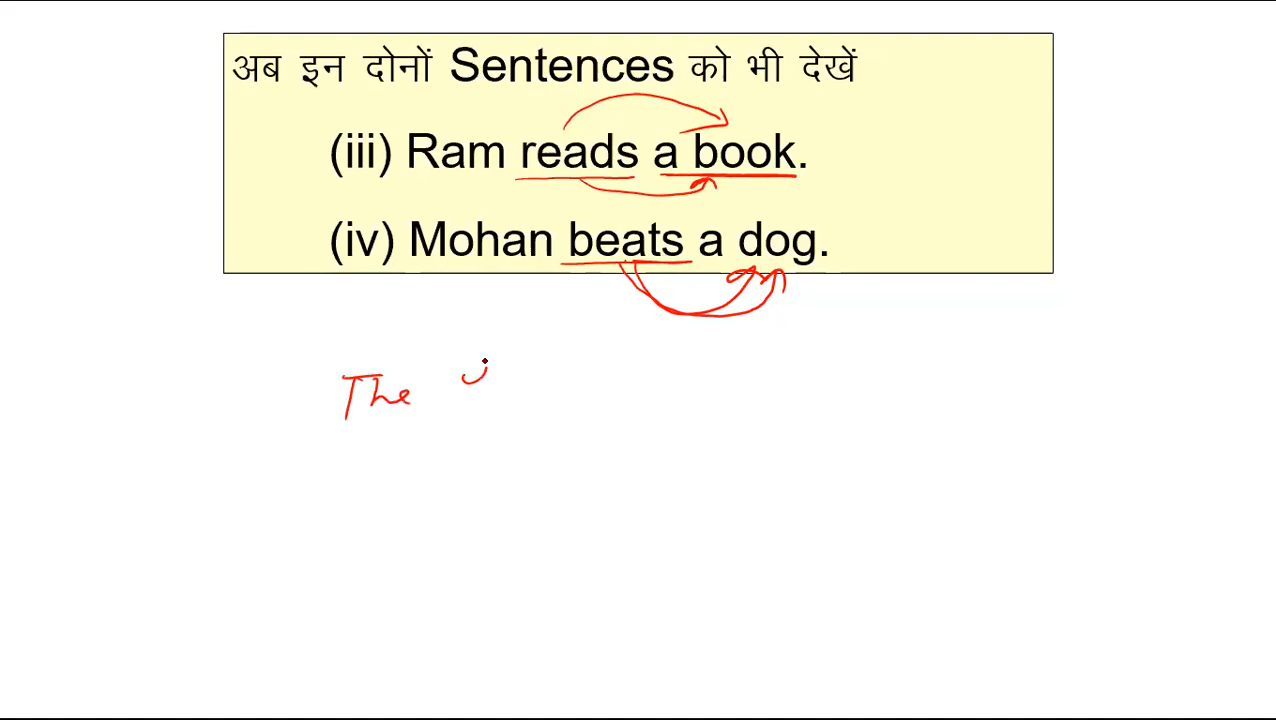 अब इन दोनों Sentences को भी देखें
(iii) Ram reads a book.
(iv) Mohan beats a dog.
The